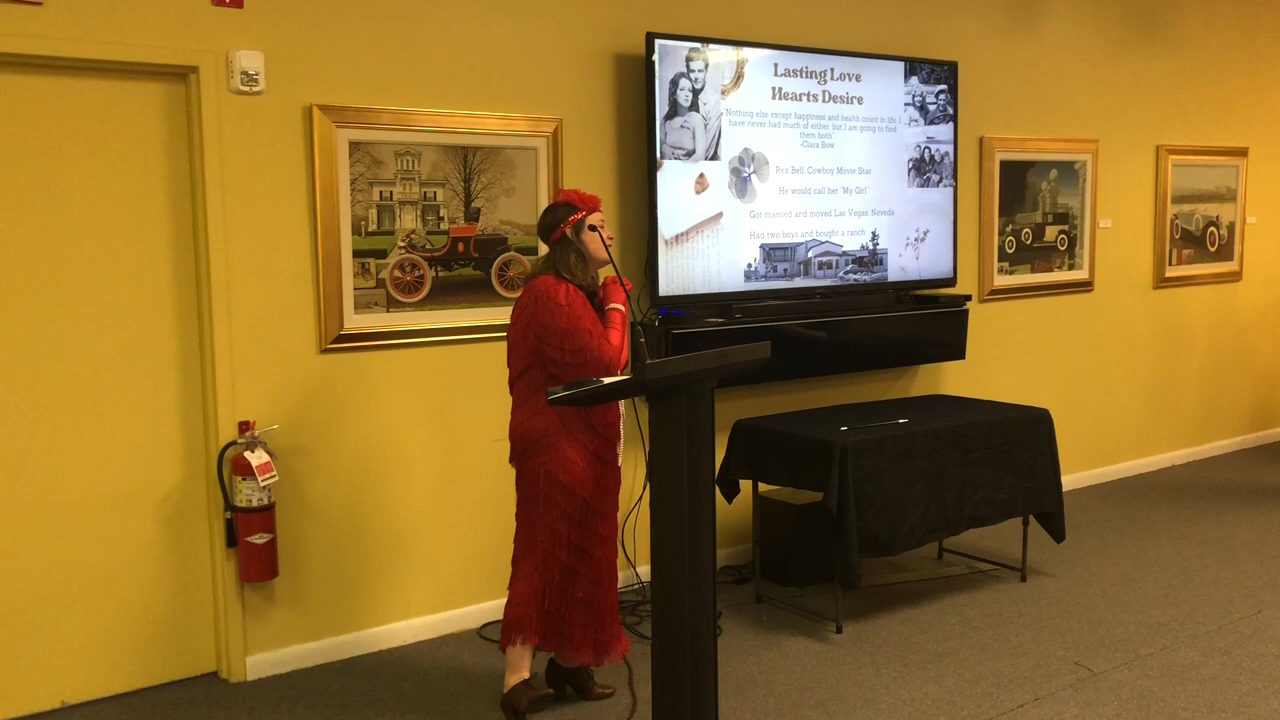 Lasting Love
Hearts Desire
"Nothing else except happiness and health count in life. I
have never had much of either, but I am going to find
them both"
-Clara Bow
Rex Bell Cowboy Movie Star
He would call her "My Girl"
Got married and moved Las Vegas, Neveda
Had two boys and bought a ranch